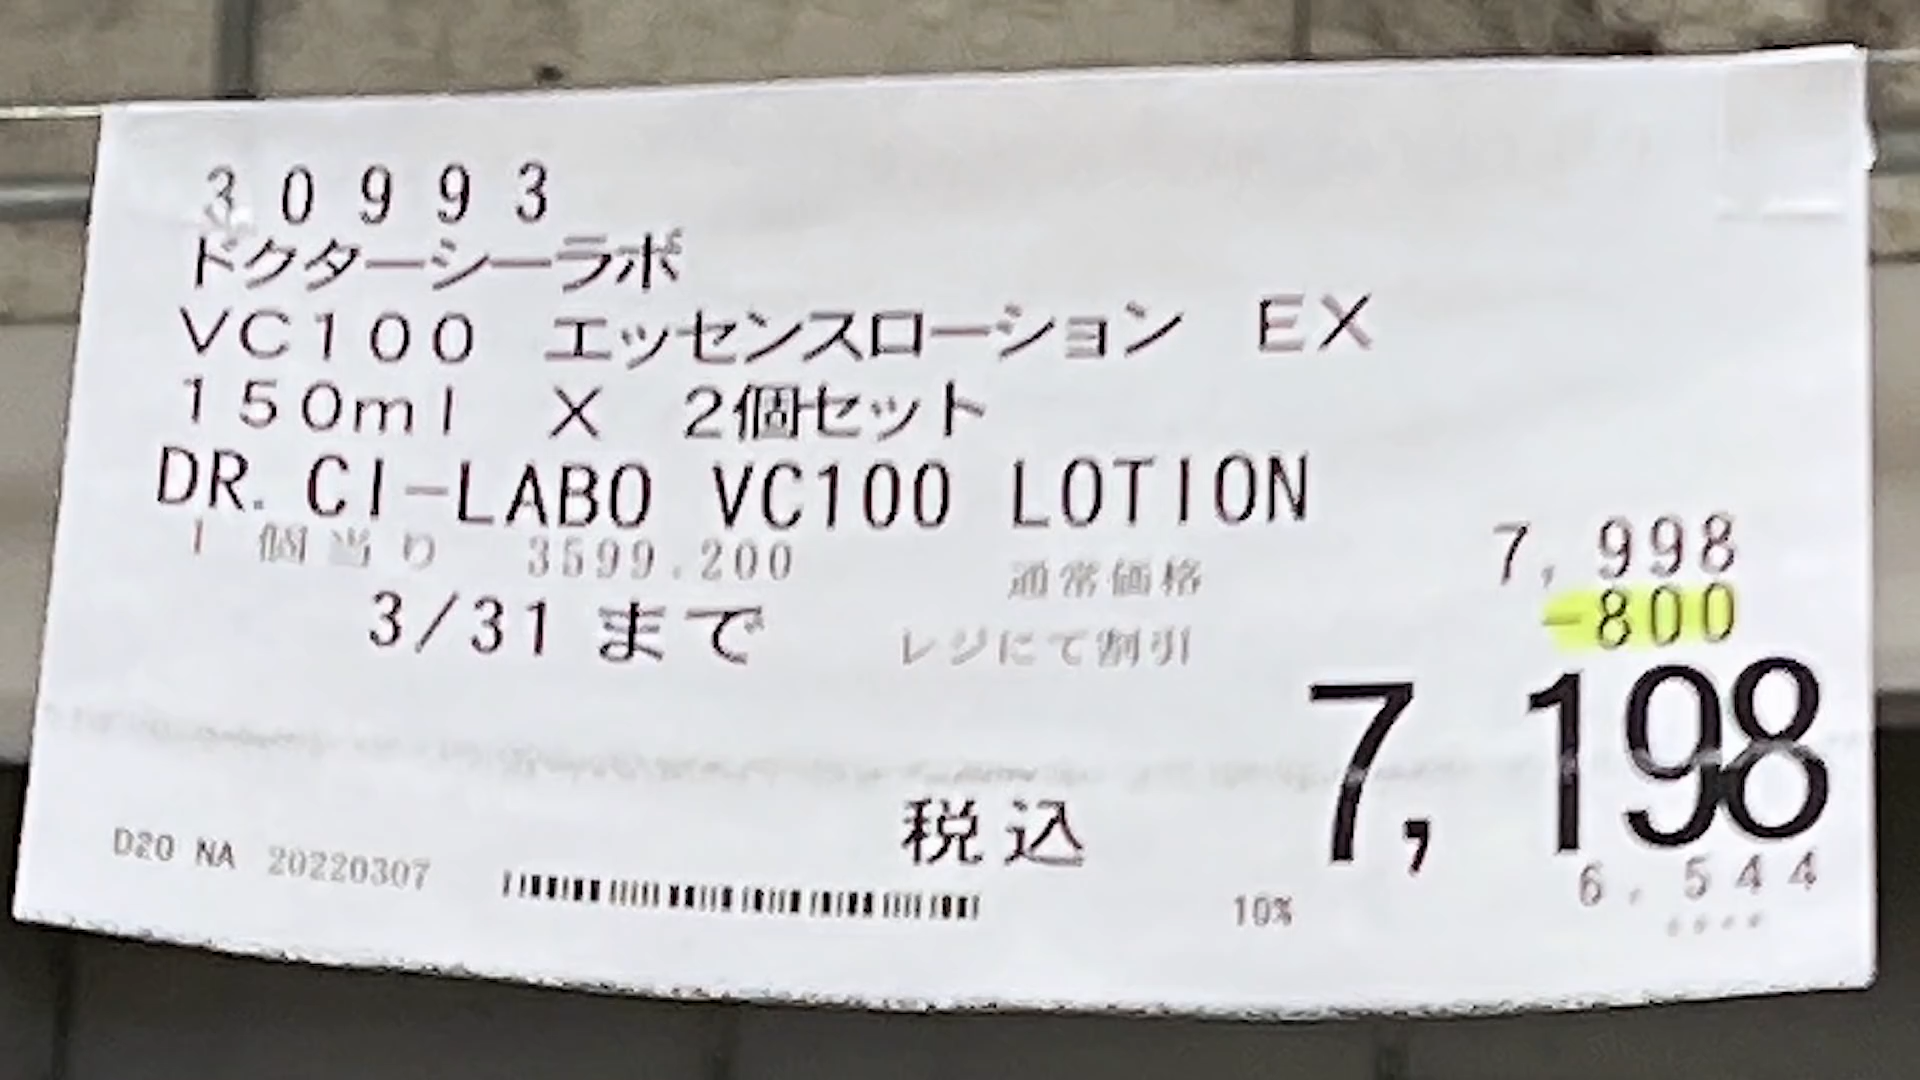 30993
ドクターシーラボ
VC100 エッセンスローション EX
150ml X 2個セット
DR. CI-LABO VC100 LOTION
1 個当り 3599.200
通常価格 7,998
3/31 まで
レジにて割引 -800
7,198
税込
D20 NA 20220307
10%
6,544